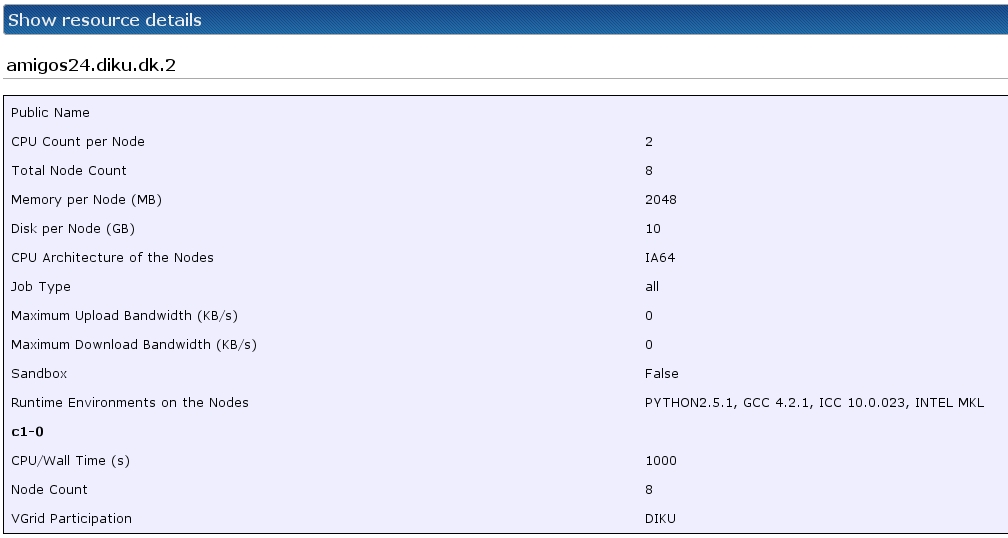 Show resource details
amigos24.diku.dk.2
Public Name
CPU Count per Node 2
Total Node Count 8
Memory per Node (MB) 2048
Disk per Node (GB) 10
CPU Architecture of the Nodes IA64
Job Type all
Maximum Upload Bandwidth (KB/s) 0
Maximum Download Bandwidth (KB/s) 0
Sandbox False
Runtime Environments on the Nodes PYTHON2.5.1, GCC 4.2.1, ICC 10.0.023, INTEL MKL
c1-0
CPU/Wall Time (s) 1000
Node Count 8
VGrid Participation DIKU